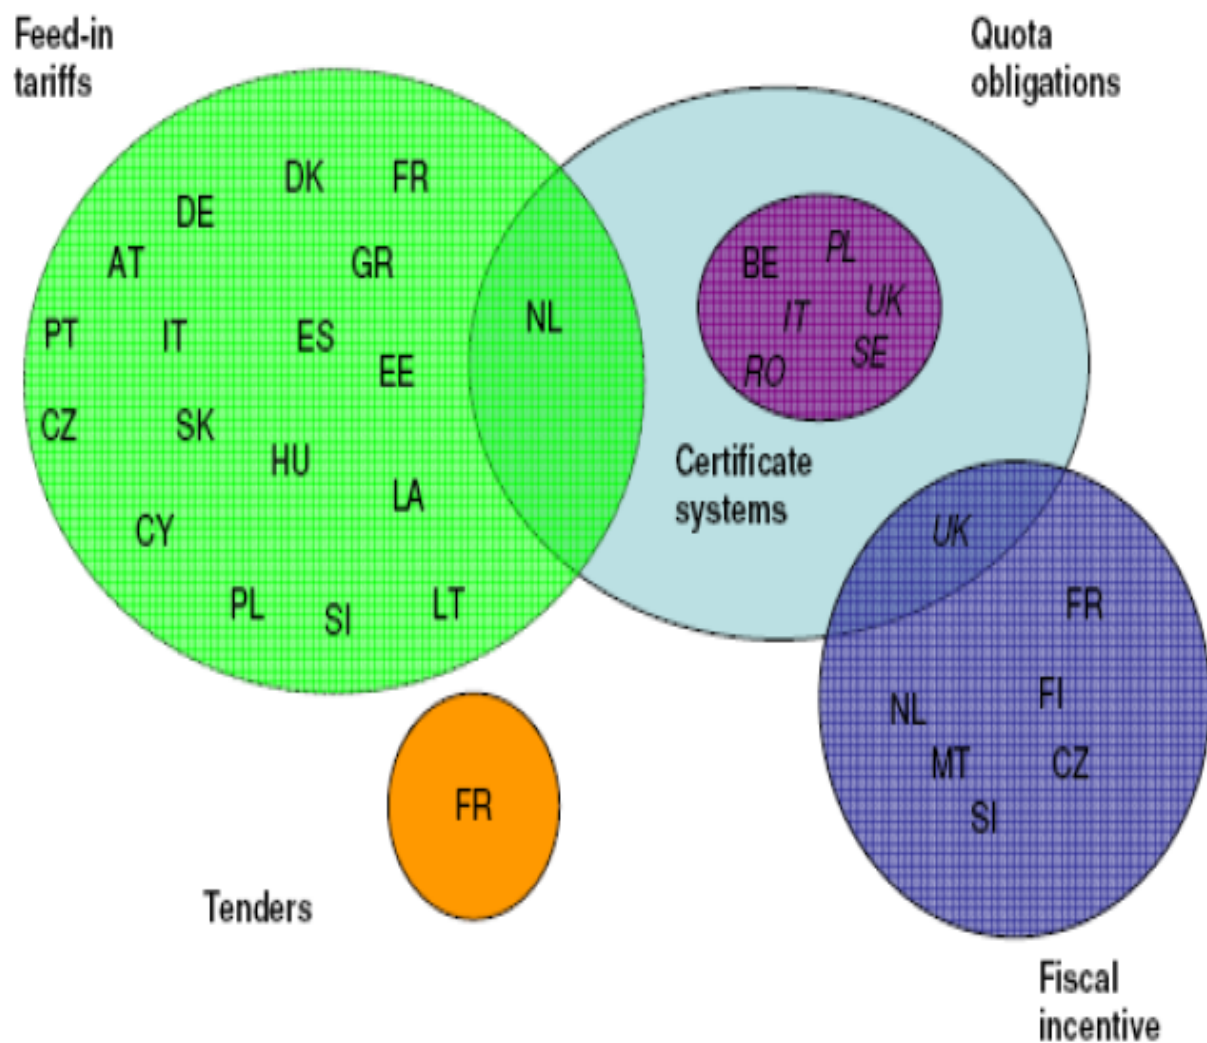 Feed-in
tariffs
Quota
obligations
DK FR
DE
AT GR
PT IT ES
EE
CZ SK
HU
LA
CY
PL SI LT
NL
BE PL
IT UK
RO SE
Certificate
systems
UK
FR
NL FI
MT CZ
SI
FR
Tenders
Fiscal
incentive